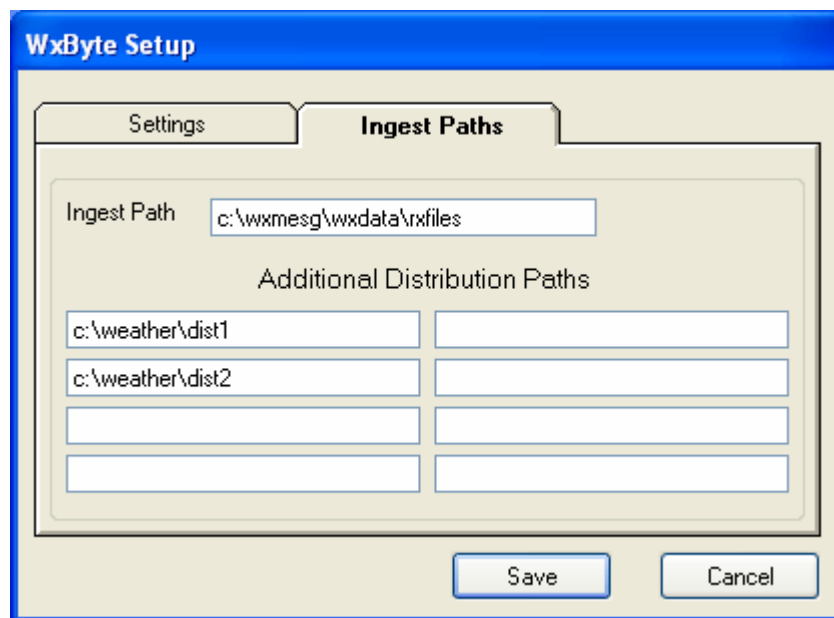 WxByte Setup
Settings
Ingest Paths
Ingest Path
c:\wxmesg\wxdata\rxfiles
Additional Distribution Paths
c:\weather\dist1
c:\weather\dist2
Save
Cancel